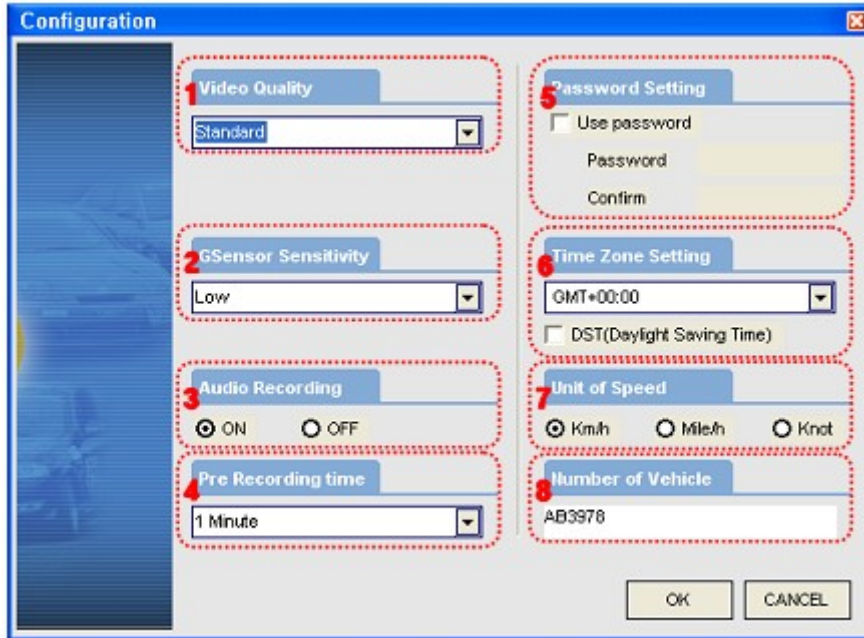 Configuration
1 Video Quality
Standard
2 GSensor Sensitivity
Low
3 Audio Recording
ON OFF
4 Pre Recording time
1 Minute
5 Password Setting
Use password
Password
Confirm
6 Time Zone Setting
GMT+00:00
DST(Daylight Saving Time)
7 Unit of Speed
Km/h Mile/h Knot
8 Number of Vehicle
AB3978
OK CANCEL